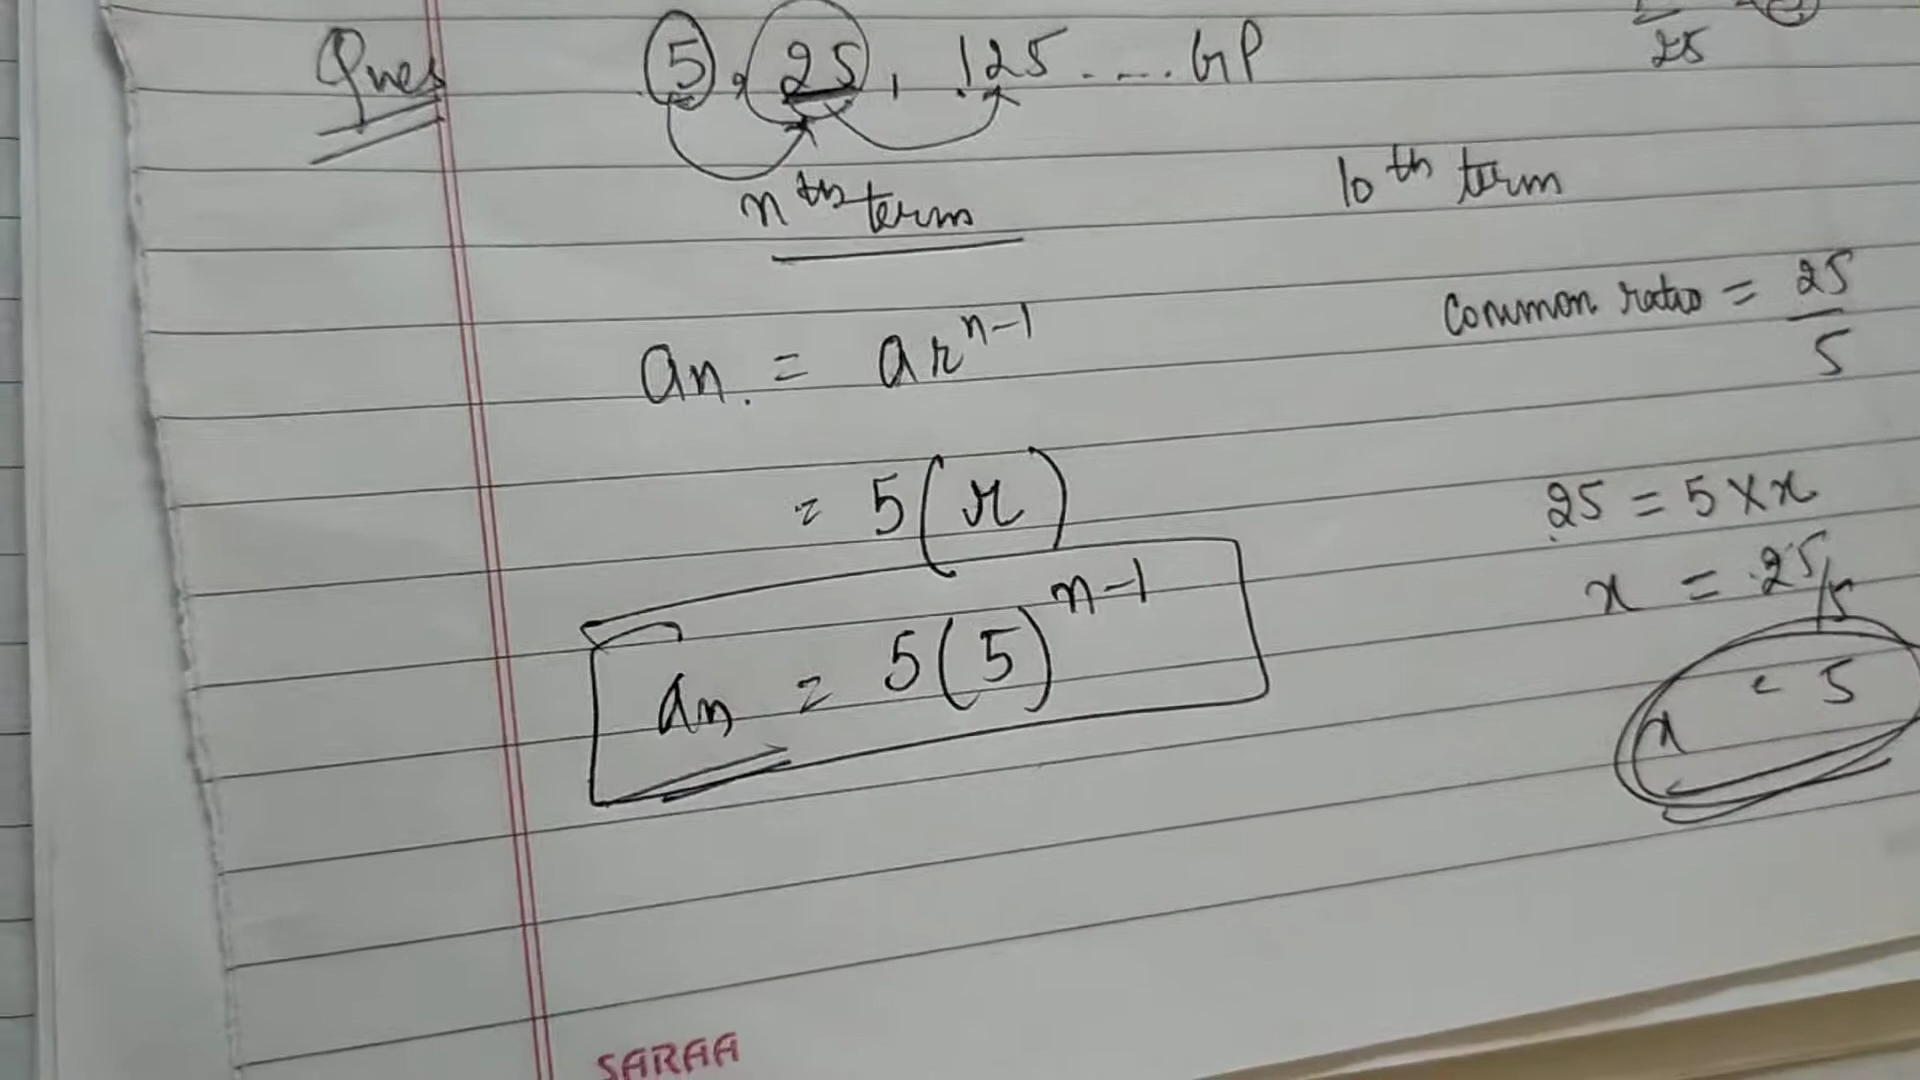 Ques 5, 25, 125 .... GP
25
nth term
10th term
Common ratio = 25/5
an = ar^n-1
= 5(r)
25 = 5 X x
x = 25/5
an = 5(5)^n-1
x = 5
SARAA